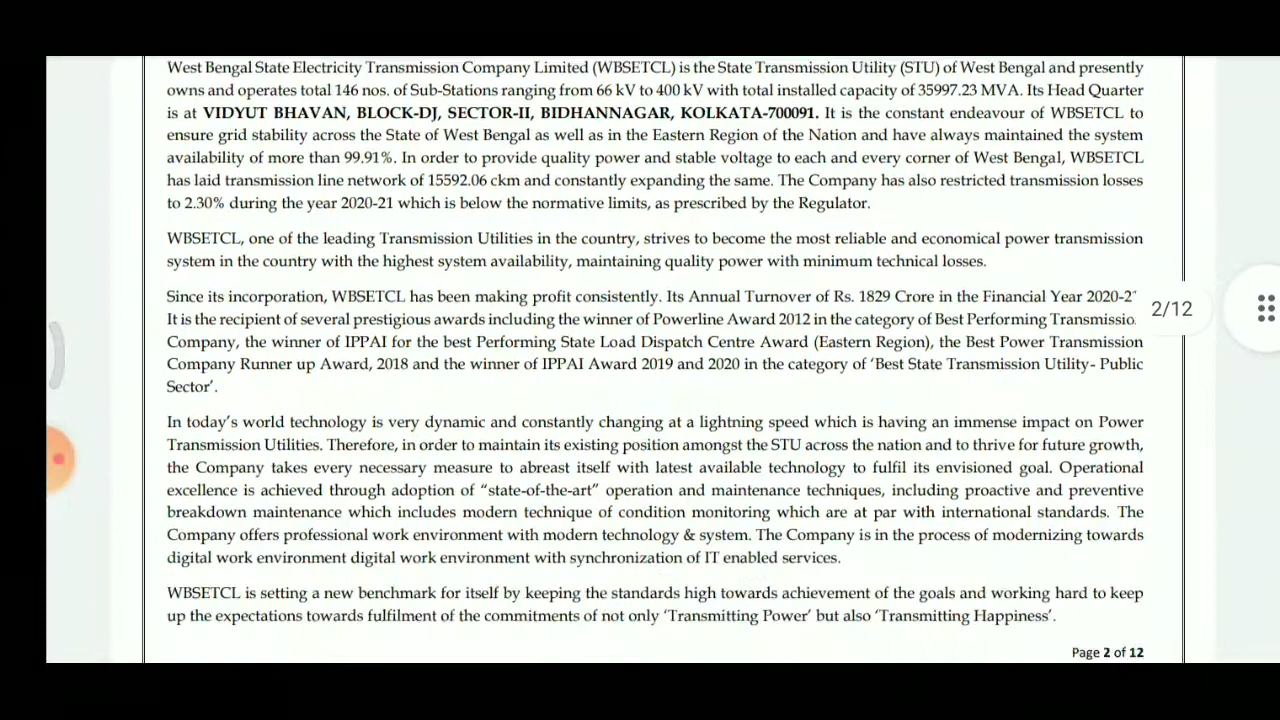 West Bengal State Electricity Transmission Company Limited (WBSETCL) is the State Transmission Utility (STU) of West Bengal and presently
owns and operates total 146 nos. of Sub-Stations ranging from 66 kV to 400 kV with total installed capacity of 35997.23 MVA. Its Head Quarter
is at VIDYUT BHAVAN, BLOCK-DJ, SECTOR-II, BIDHANNAGAR, KOLKATA-700091. It is the constant endeavour of WBSETCL to
ensure grid stability across the State of West Bengal as well as in the Eastern Region of the Nation and have always maintained the system
availability of more than 99.91%. In order to provide quality power and stable voltage to each and every corner of West Bengal, WBSETCL
has laid transmission line network of 15592.06 ckm and constantly expanding the same. The Company has also restricted transmission losses
to 2.30% during the year 2020-21 which is below the normative limits, as prescribed by the Regulator.
WBSETCL, one of the leading Transmission Utilities in the country, strives to become the most reliable and economical power transmission
system in the country with the highest system availability, maintaining quality power with minimum technical losses.
Since its incorporation, WBSETCL has been making profit consistently. Its Annual Turnover of Rs. 1829 Crore in the Financial Year
It is the recipient of several prestigious awards including the winner of Powerline Award 2012 in the category of Best Performing Transmissio
2/12
Company, the winner of IPPAI for the best Performing State Load Dispatch Centre Award (Eastern Region), the Best Power Transmission
Company Runner up Award, 2018 and the winner of IPPAI Award 2019 and 2020 in the category of ‘Best State Transmission Utility- Public
Sector’.
In today’s world technology is very dynamic and constantly changing at a lightning speed which is having an immense impact on Power
Transmission Utilities. Therefore, in order to maintain its existing position amongst the STU across the nation and to thrive for future growth,
the Company takes every necessary measure to abreast itself with latest available technology to fulfil its envisioned goal. Operational
excellence is achieved through adoption of “state-of-the-art” operation and maintenance techniques, including proactive and preventive
breakdown maintenance which includes modern technique of condition monitoring which are at par with international standards. The
Company offers professional work environment with modern technology & system. The Company is in the process of modernizing towards
digital work environment digital work environment with synchronization of IT enabled services.
WBSETCL is setting a new benchmark for itself by keeping the standards high towards achievement of the goals and working hard to keep
up the expectations towards fulfilment of the commitments of not only ‘Transmitting Power’ but also ‘Transmitting Happiness’.
Page 2 of 12